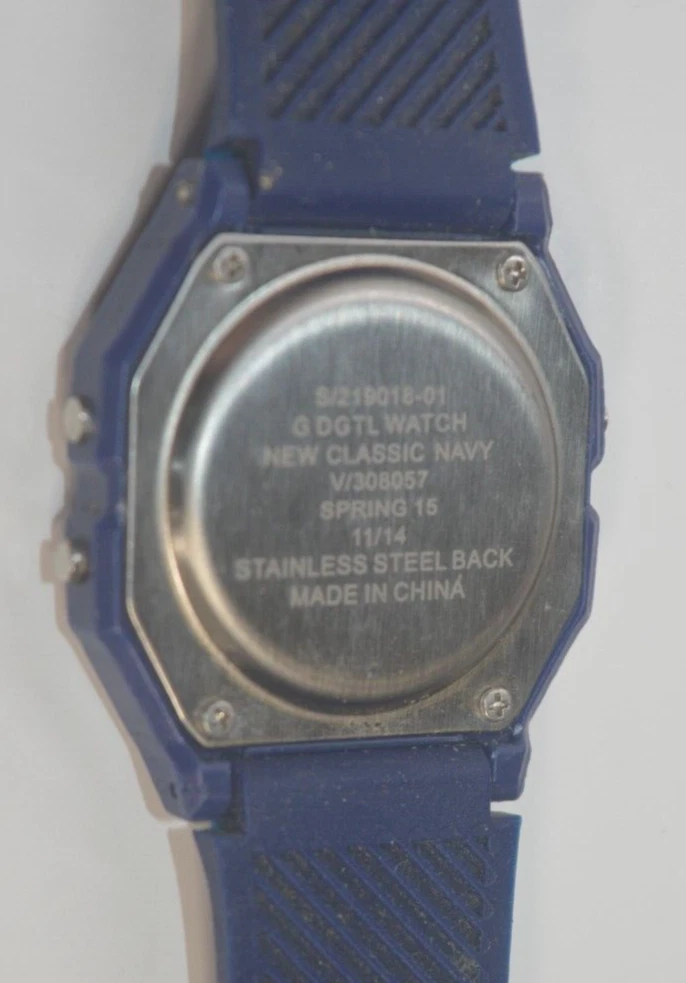 S/219018-01
G DGTL WATCH
NEW CLASSIC NAVY
V/308057
SPRING 15
11/14
STAINLESS STEEL BACK
MADE IN CHINA